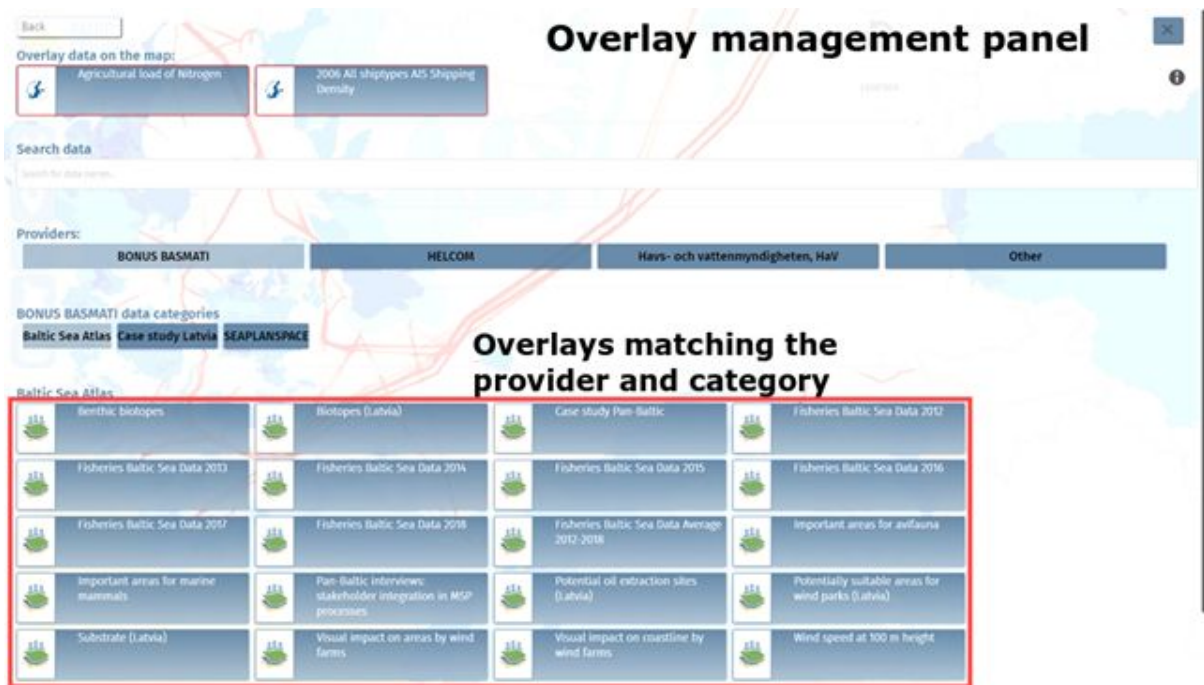 Back
Overlay management panel
Overlay data on the map:
Agricultural load of Nitrogen
2006 All shiptypes AIS Shipping
Density
Search data
Search for data names...
Providers:
BONUS BASMATI
HELCOM
Havs- och vattenmyndigheten, HaV
Other
BONUS BASMATI data categories
Baltic Sea Atlas
Case study Latvia
SEAPLANSPACE
Overlays matching the
provider and category
Baltic Sea Atlas
Benthic biotopes
Biotopes (Latvia)
Case study Pan-Baltic
Fisheries Baltic Sea Data 2012
Fisheries Baltic Sea Data 2013
Fisheries Baltic Sea Data 2014
Fisheries Baltic Sea Data 2015
Fisheries Baltic Sea Data 2016
Fisheries Baltic Sea Data 2017
Fisheries Baltic Sea Data 2018
Fisheries Baltic Sea Data Average
2012-2018
Important areas for avifauna
Important areas for marine
mammals
Pan-Baltic interviews:
stakeholder integration in MSP
processes
Potential oil extraction sites
(Latvia)
Potentially suitable areas for
wind parks (Latvia)
Substrate (Latvia)
Visual impact on areas by wind
farms
Visual impact on coastline by
wind farms
Wind speed at 100 m height